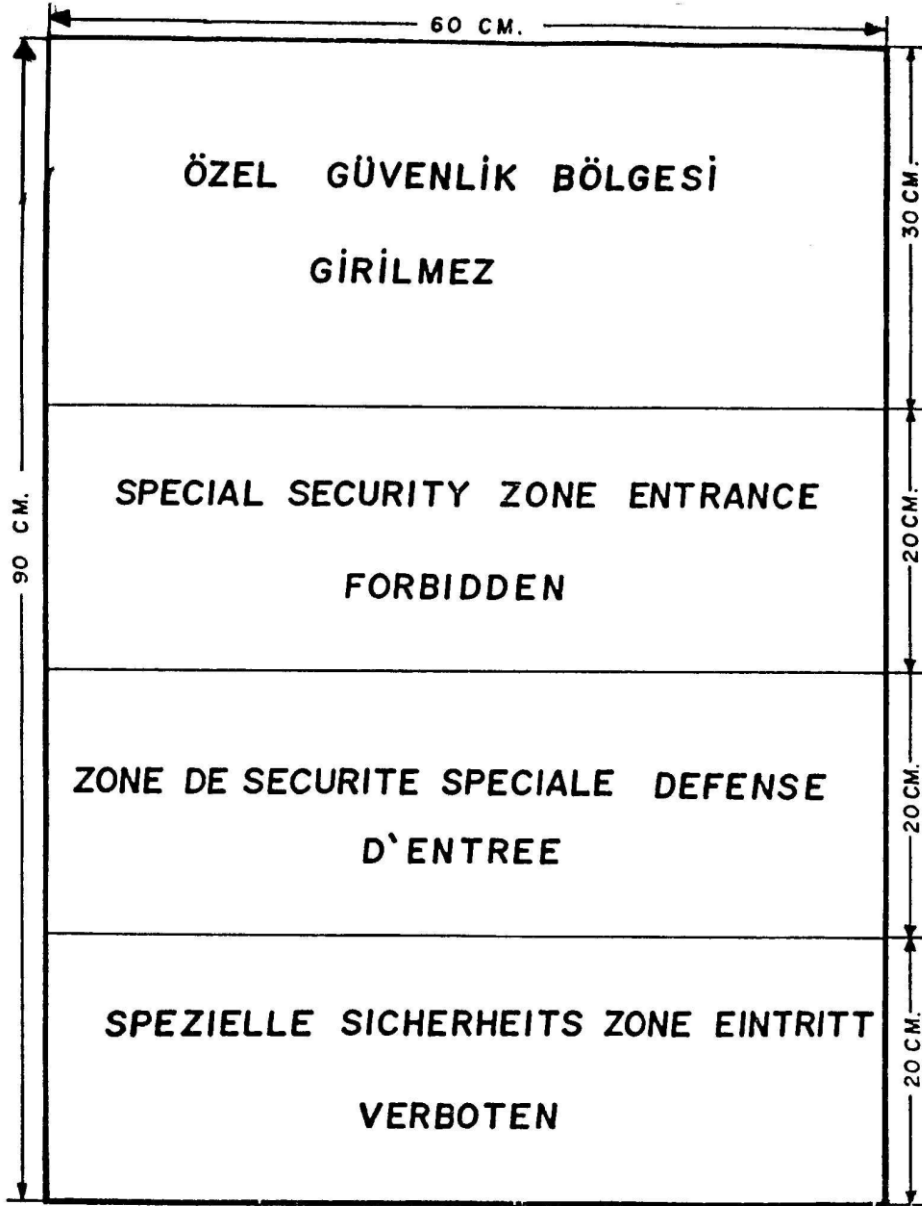 60 CM.
ÖZEL GÜVENLİK BÖLGESİ
GİRİLMEZ
30 CM.
SPECIAL SECURITY ZONE ENTRANCE
FORBIDDEN
20 CM.
90 CM.
ZONE DE SECURITE SPECIALE DEFENSE
D`ENTREE
20 CM.
SPEZIELLE SICHERHEITS ZONE EINTRITT
VERBOTEN
20 CM.